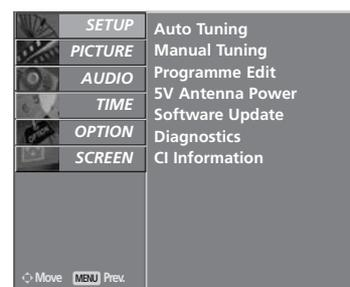 SETUP
PICTURE
AUDIO
TIME
OPTION
SCREEN
Auto Tuning
Manual Tuning
Programme Edit
5V Antenna Power
Software Update
Diagnostics
CI Information
Move MENU Prev.